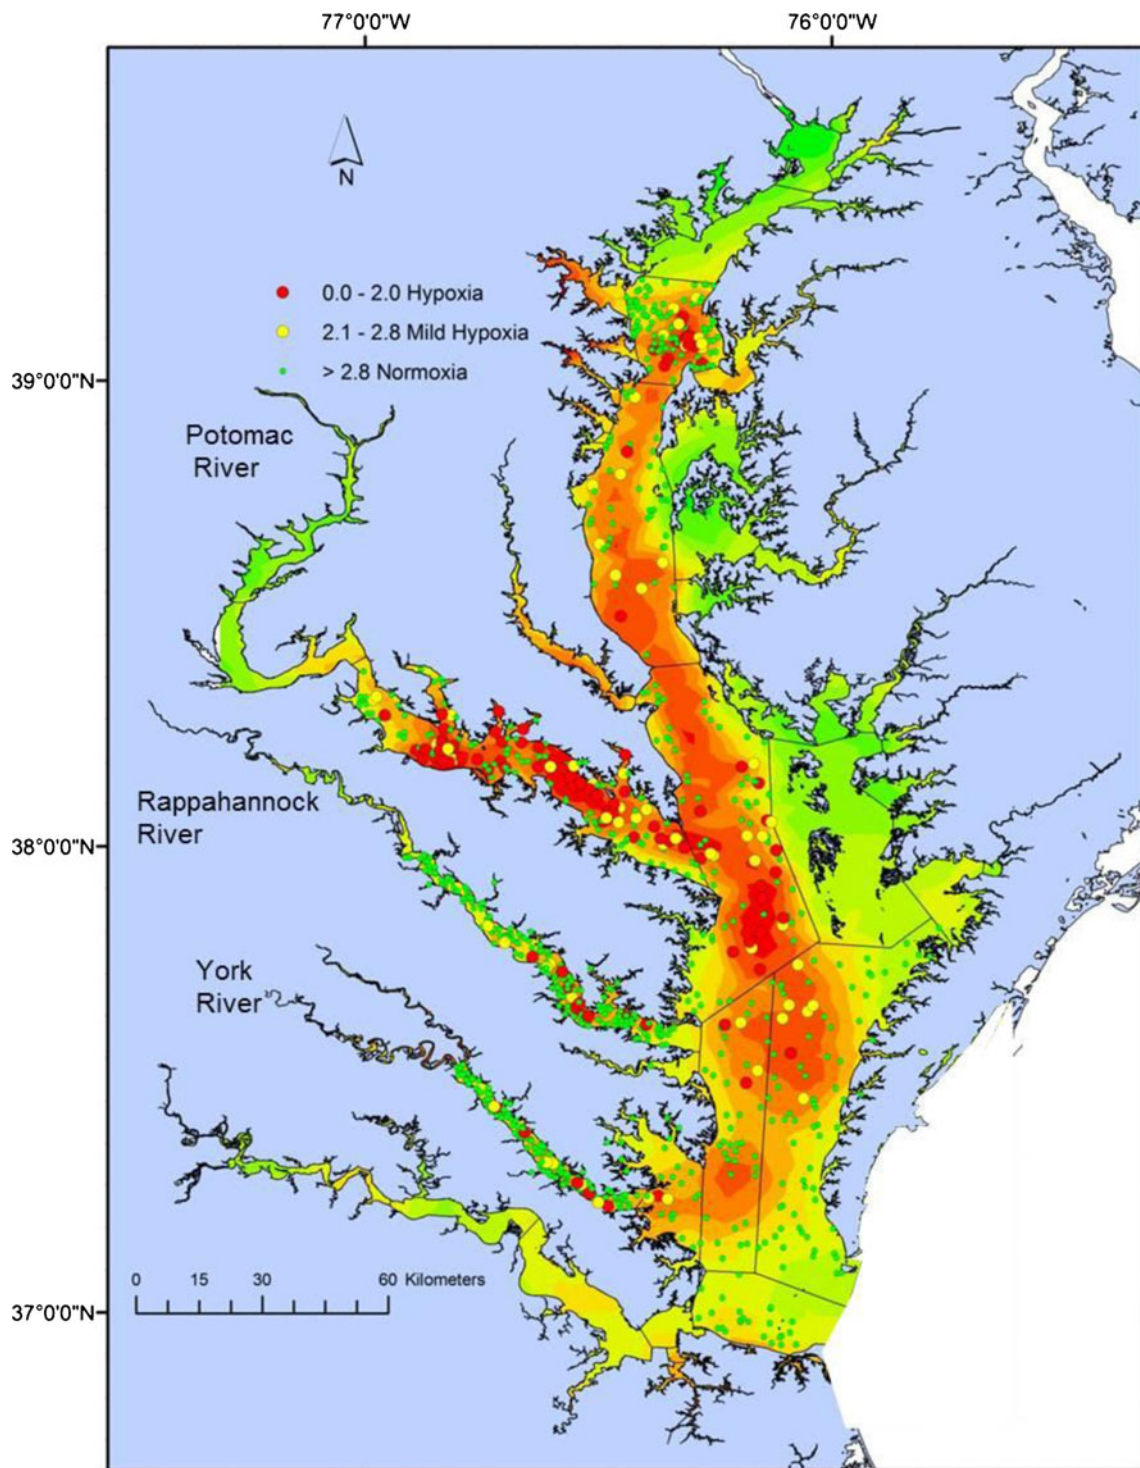 77°0'0"W
76°0'0"W
N
0.0 - 2.0 Hypoxia
2.1 - 2.8 Mild Hypoxia
> 2.8 Normoxia
39°0'0"N
Potomac
River
Rappahannock
River
38°0'0"N
York
River
0 15 30 60 Kilometers
37°0'0"N